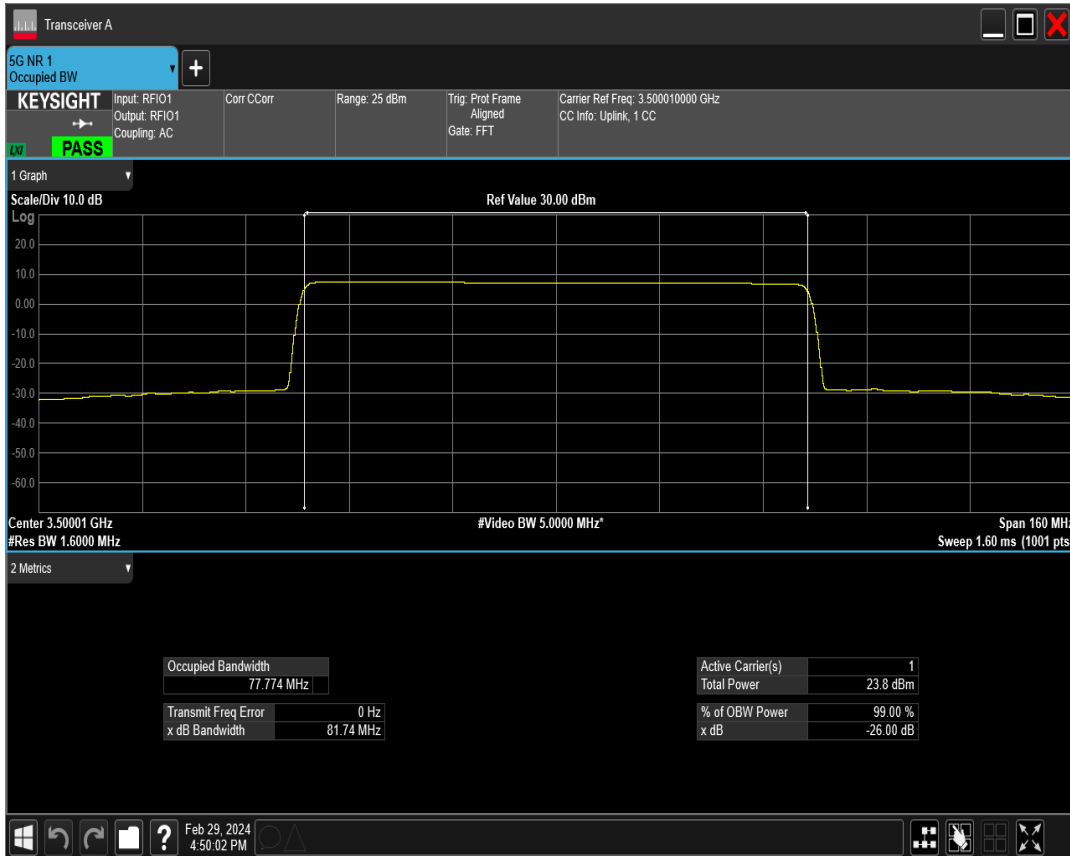 Transceiver A
5G NR 1
Occupied BW
KEYSIGHT
LXI
PASS
Input: RFIO1
Output: RFIO1
Coupling: AC
Corr CCorr
Range: 25 dBm
Trig: Prot Frame
Aligned
Gate: FFT
Carrier Ref Freq: 3.500010000 GHz
CC Info: Uplink, 1 CC
1 Graph
Scale/Div 10.0 dB
Ref Value 30.00 dBm
Log
20.0
10.0
0.00
-10.0
-20.0
-30.0
-40.0
-50.0
-60.0
Center 3.50001 GHz
#Video BW 5.0000 MHz*
Span 160 MHz
#Res BW 1.6000 MHz
Sweep 1.60 ms (1001 pts
2 Metrics
Occupied Bandwidth
77.774 MHz
Transmit Freq Error 0 Hz
x dB Bandwidth 81.74 MHz
Active Carrier(s) 1
Total Power 23.8 dBm
% of OBW Power 99.00 %
x dB -26.00 dB
?
Feb 29, 2024
4:50:02 PM